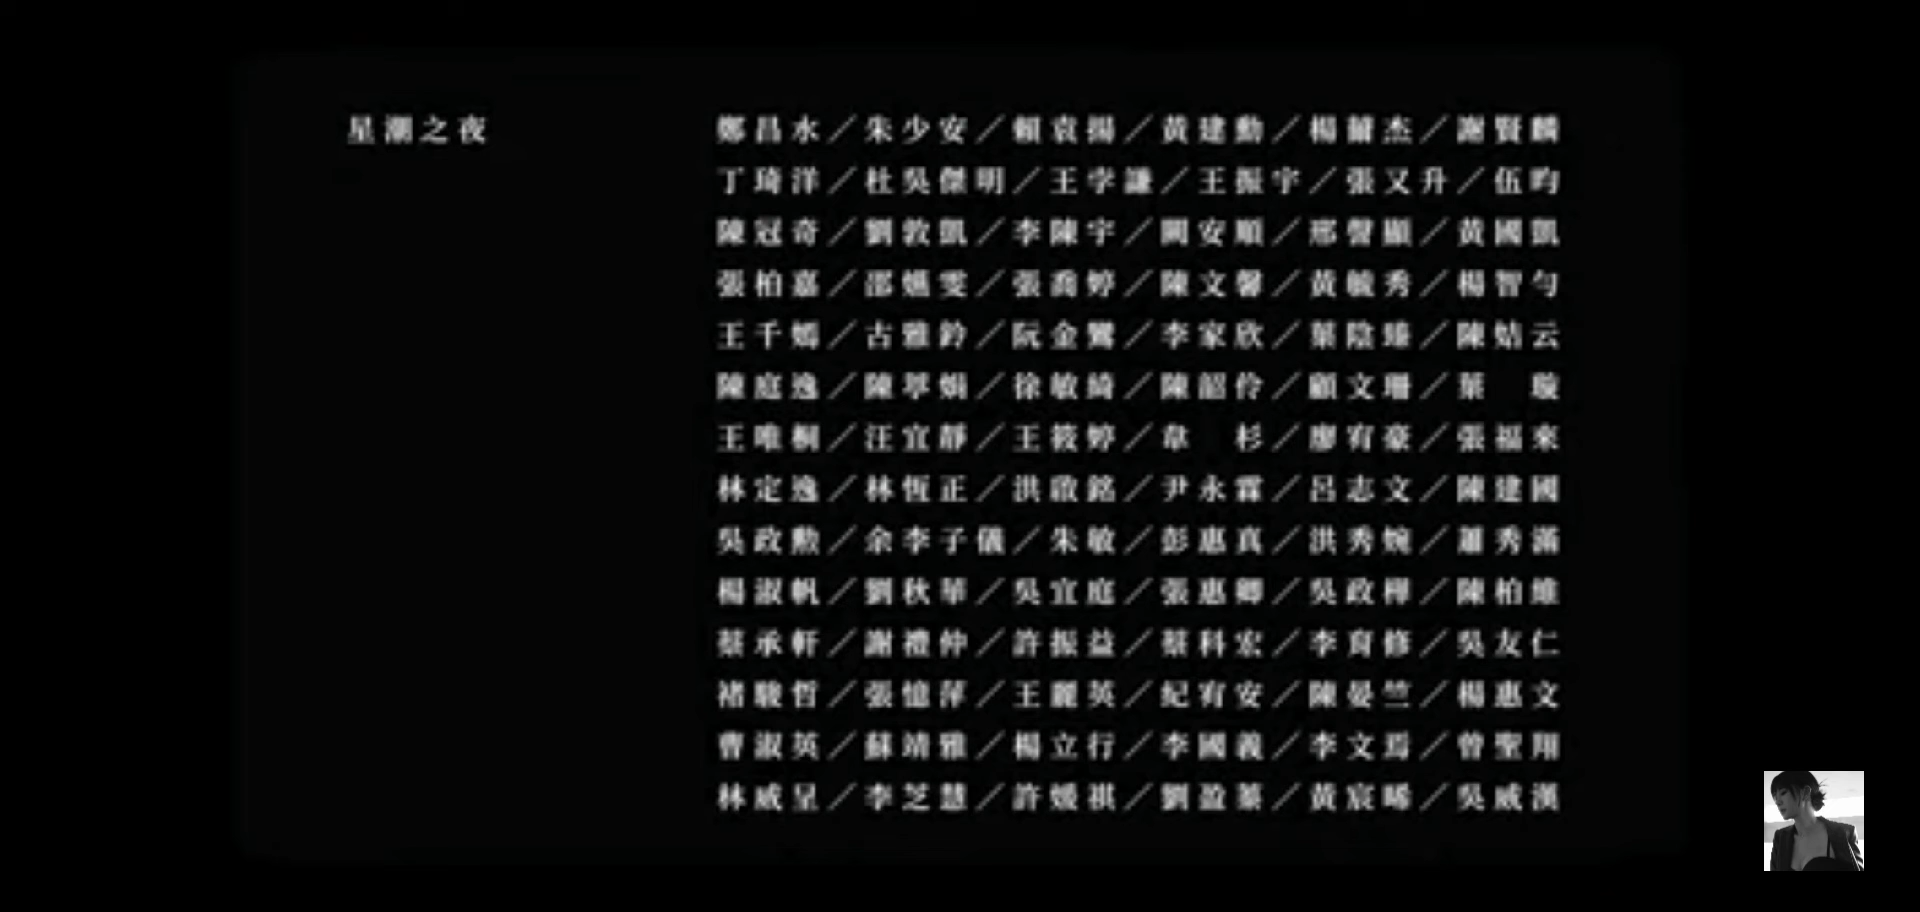 星潮之夜
鄭昌水／朱少安／賴袁揚／黃建勳／楊爾杰／謝賢麟
丁琦洋／杜吳傑明／王李謙／王振宇／張又升／伍昀
陳冠奇／劉敦凱／李陳宇／闕安順／邢譽顯／黃國凱
張柏嘉／邵雯／張喬婷／陳文馨／黃毓秀／楊智勻
王千嫣／古雅鈴／阮金鸞／李家欣／葉陰臻／陳姞云
陳庭逸／陳娟／徐敏綺／陳韶伶／顧文珊／葉　璇
王唯桐／汪宜靜／王筱婷／韋　杉／廖宥豪／張福來
林定逸／林恆正／洪啟銘／尹永霖／呂志文／陳建國
吳政勳／余李子儀／朱敏／彭惠真／洪秀婉／蕭秀滿
楊淑帆／劉秋華／吳宜庭／張惠卿／吳政樺／陳柏維
蔡承軒／謝禮仲／許振益／蔡科宏／李育修／吳友仁
褚駿哲／張憶萍／王麗英／紀宥安／陳晏竺／楊惠文
曹淑英／蘇靖雅／楊立行／李國義／李文焉／曾聖翔
林威呈／李芝慧／許媛祺／劉盈蓁／黃宸晞／吳威漢